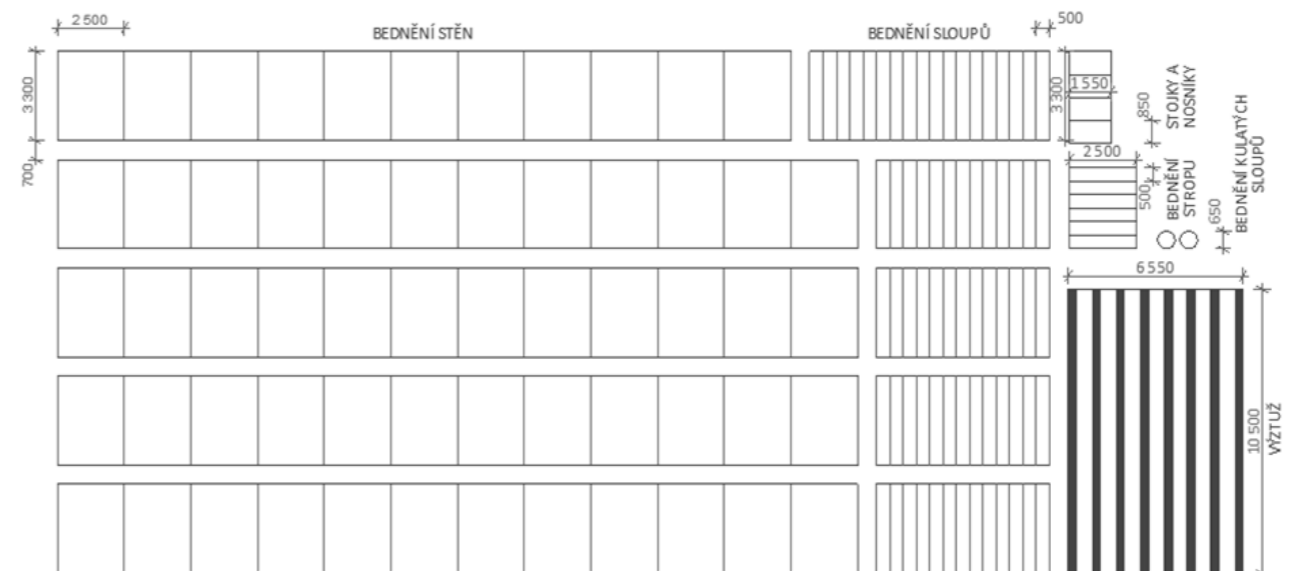 2 500
BEDNĚNÍ STĚN
BEDNĚNÍ SLOUPŮ
500
3 300
700
3 300
1 550
850
STOJKY A
NOSNÍKY
2 500
500
BEDNĚNÍ
STROPU
650
BEDNĚNÍ KULATÝCH
SLOUPŮ
6 550
10 500
VÝZTUŽ